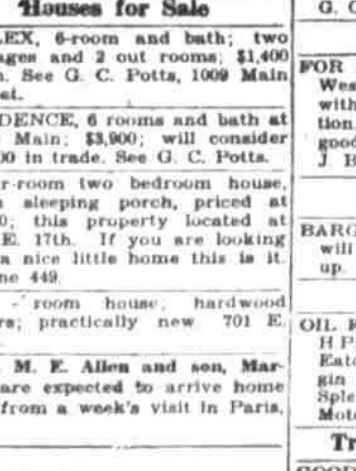 Houses for Sale
LEX, 6-room and bath; two
ages and 2 out rooms; $1,400
h. See G. C. Potts, 1009 Main
et.
DENCE, 6 rooms and bath at
Main; $3,900; will consider
00 in trade. See G. C. Potts.
r-room two bedroom house,
sleeping porch, priced at
0; this property located at
E. 17th. If you are looking
a nice little home this is it.
ne 449.
- room house, hardwood
rs; practically new 701 E.
M. E. Allen and son, Mar-
are expected to arrive home
from a week's visit in Paris,
G. C
FOR
Wes
with
tion.
good
J. B
BARG
will
up.
OIL F
H P
Eato
gin
Sple
Moto
Tr